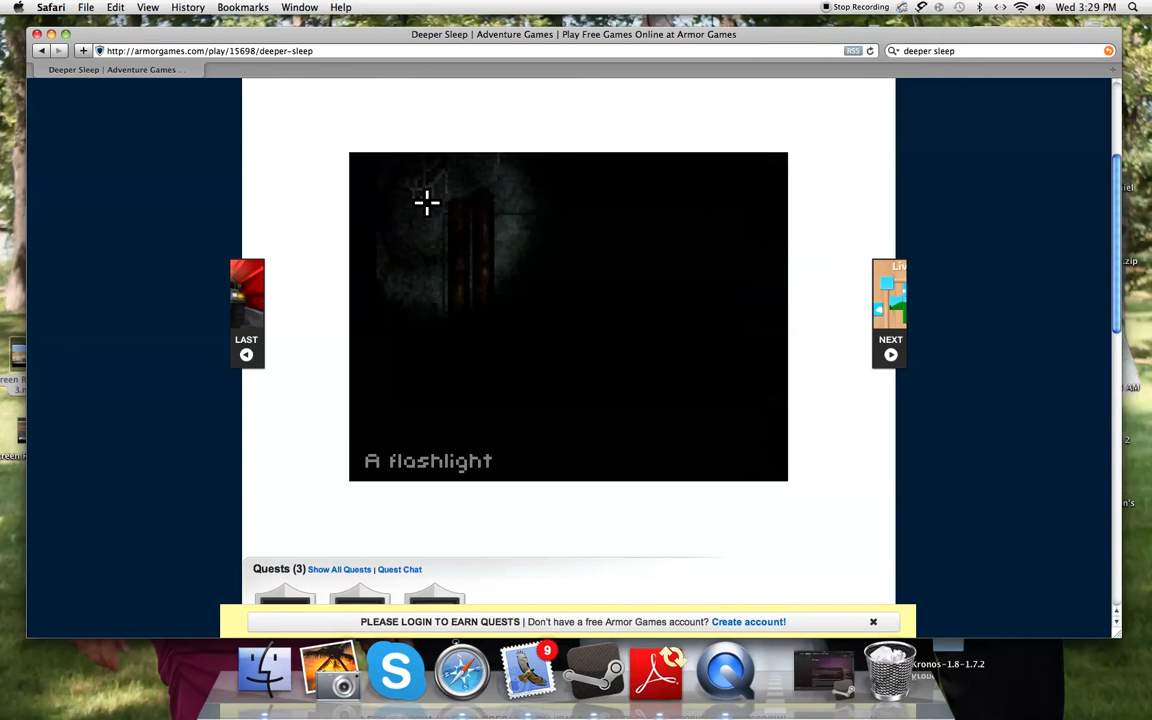 Safari File Edit View History Bookmarks Window Help
Stop Recording Wed 3:29 PM
Deeper Sleep | Adventure Games | Play Free Games Online at Armor Games
http://armorgames.com/play/15698/deeper-sleep
RSS
deeper sleep
Deeper Sleep | Adventure Games ...
LAST
NEXT
A flashlight
Quests (3) Show All Quests | Quest Chat
PLEASE LOGIN TO EARN QUESTS | Don't have a free Armor Games account? Create account!
9
Kronos-1.8-1.7.2
.zip